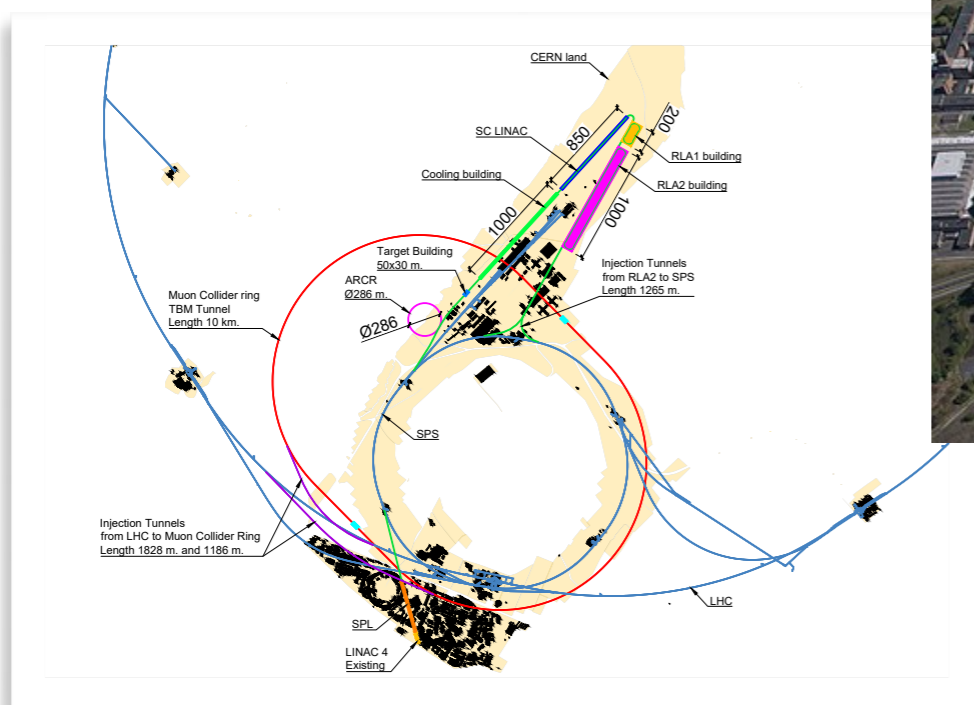 CERN land
200
850
SC LINAC
RLA1 building
Cooling building
RLA2 building
1000
1000
Target Building
50x30 m.
Injection Tunnels
from RLA2 to SPS
Length 1265 m.
ARCR
Ø286 m.
Muon Collider ring
TBM Tunnel
Length 10 km.
Ø286
SPS
Injection Tunnels
from LHC to Muon Collider Ring
Length 1828 m. and 1186 m.
LHC
SPL
LINAC 4
Existing